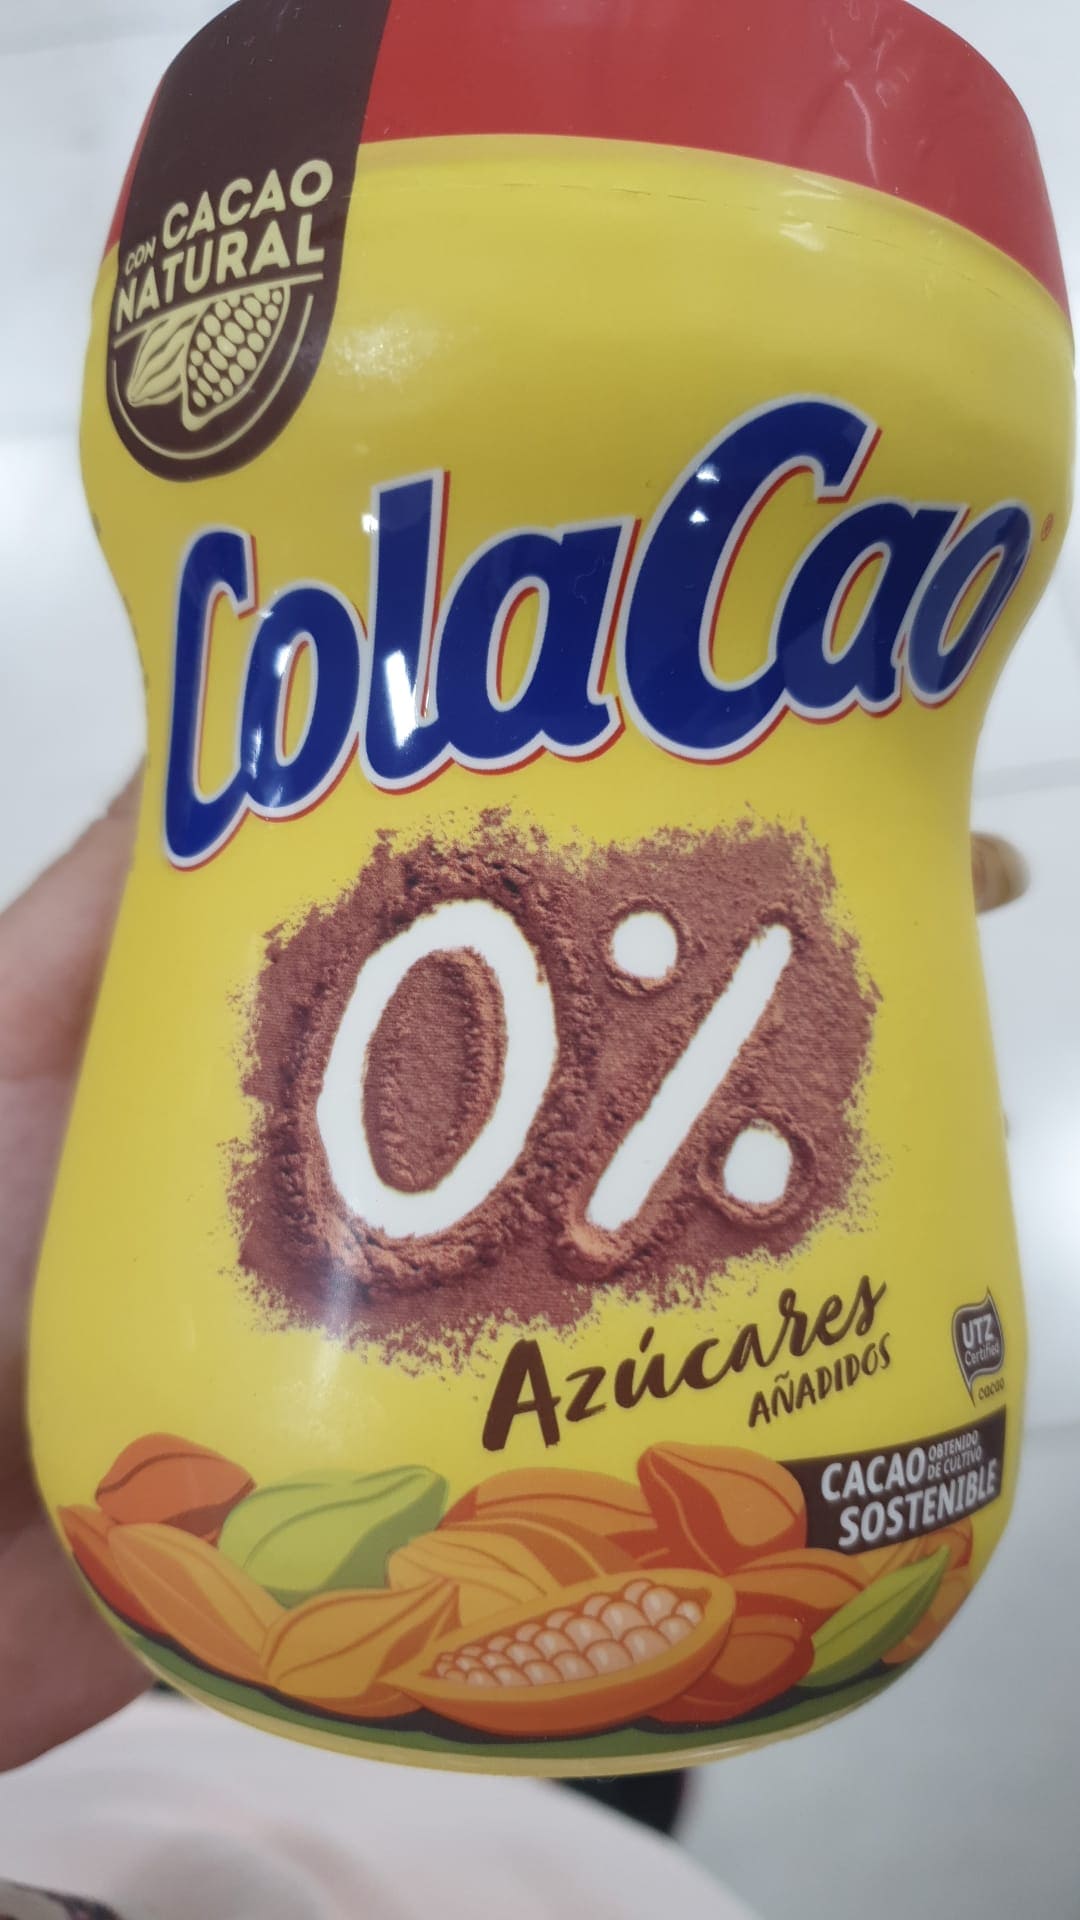 CON CACAO
NATURAL
ColaCao®
0%
Azúcares
AÑADIDOS
UTZ
Certified
cacao
CACAO OBTENIDO
DE CULTIVO
SOSTENIBLE